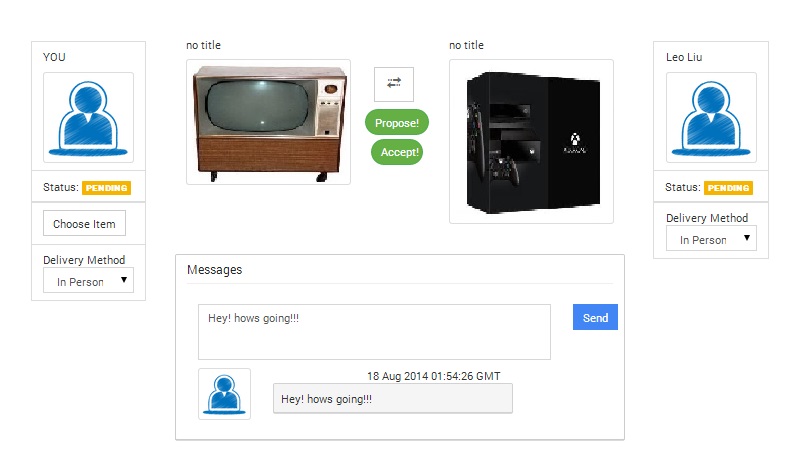 YOU
Status: PENDING
Choose Item
Delivery Method
In Person
no title
Propose!
Accept!
no title
Leo Liu
Status: PENDING
Delivery Method
In Person
Messages
Hey! hows going!!!
Send
18 Aug 2014 01:54:26 GMT
Hey! hows going!!!